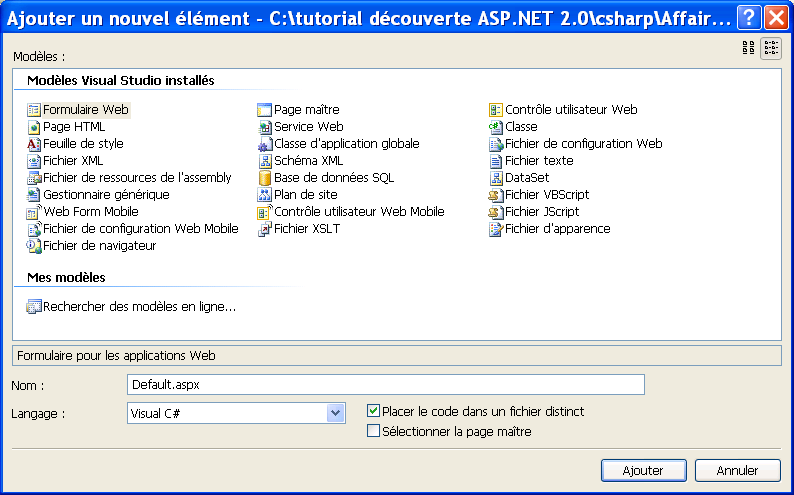 Ajouter un nouvel élément - C:\tutorial découverte ASP.NET 2.0\csharp\Affair...
Modèles :
Modèles Visual Studio installés
Formulaire Web Page maître Contrôle utilisateur Web
Page HTML Service Web Classe
Feuille de style Classe d'application globale Fichier de configuration Web
Fichier XML Schéma XML Fichier texte
Fichier de ressources de l'assembly Base de données SQL DataSet
Gestionnaire générique Plan de site Fichier VBScript
Web Form Mobile Contrôle utilisateur Web Mobile Fichier JScript
Fichier de configuration Web Mobile Fichier XSLT Fichier d'apparence
Fichier de navigateur
Mes modèles
Rechercher des modèles en ligne...
Formulaire pour les applications Web
Nom : Default.aspx
Langage : Visual C# Placer le code dans un fichier distinct
Sélectionner la page maître
Ajouter Annuler